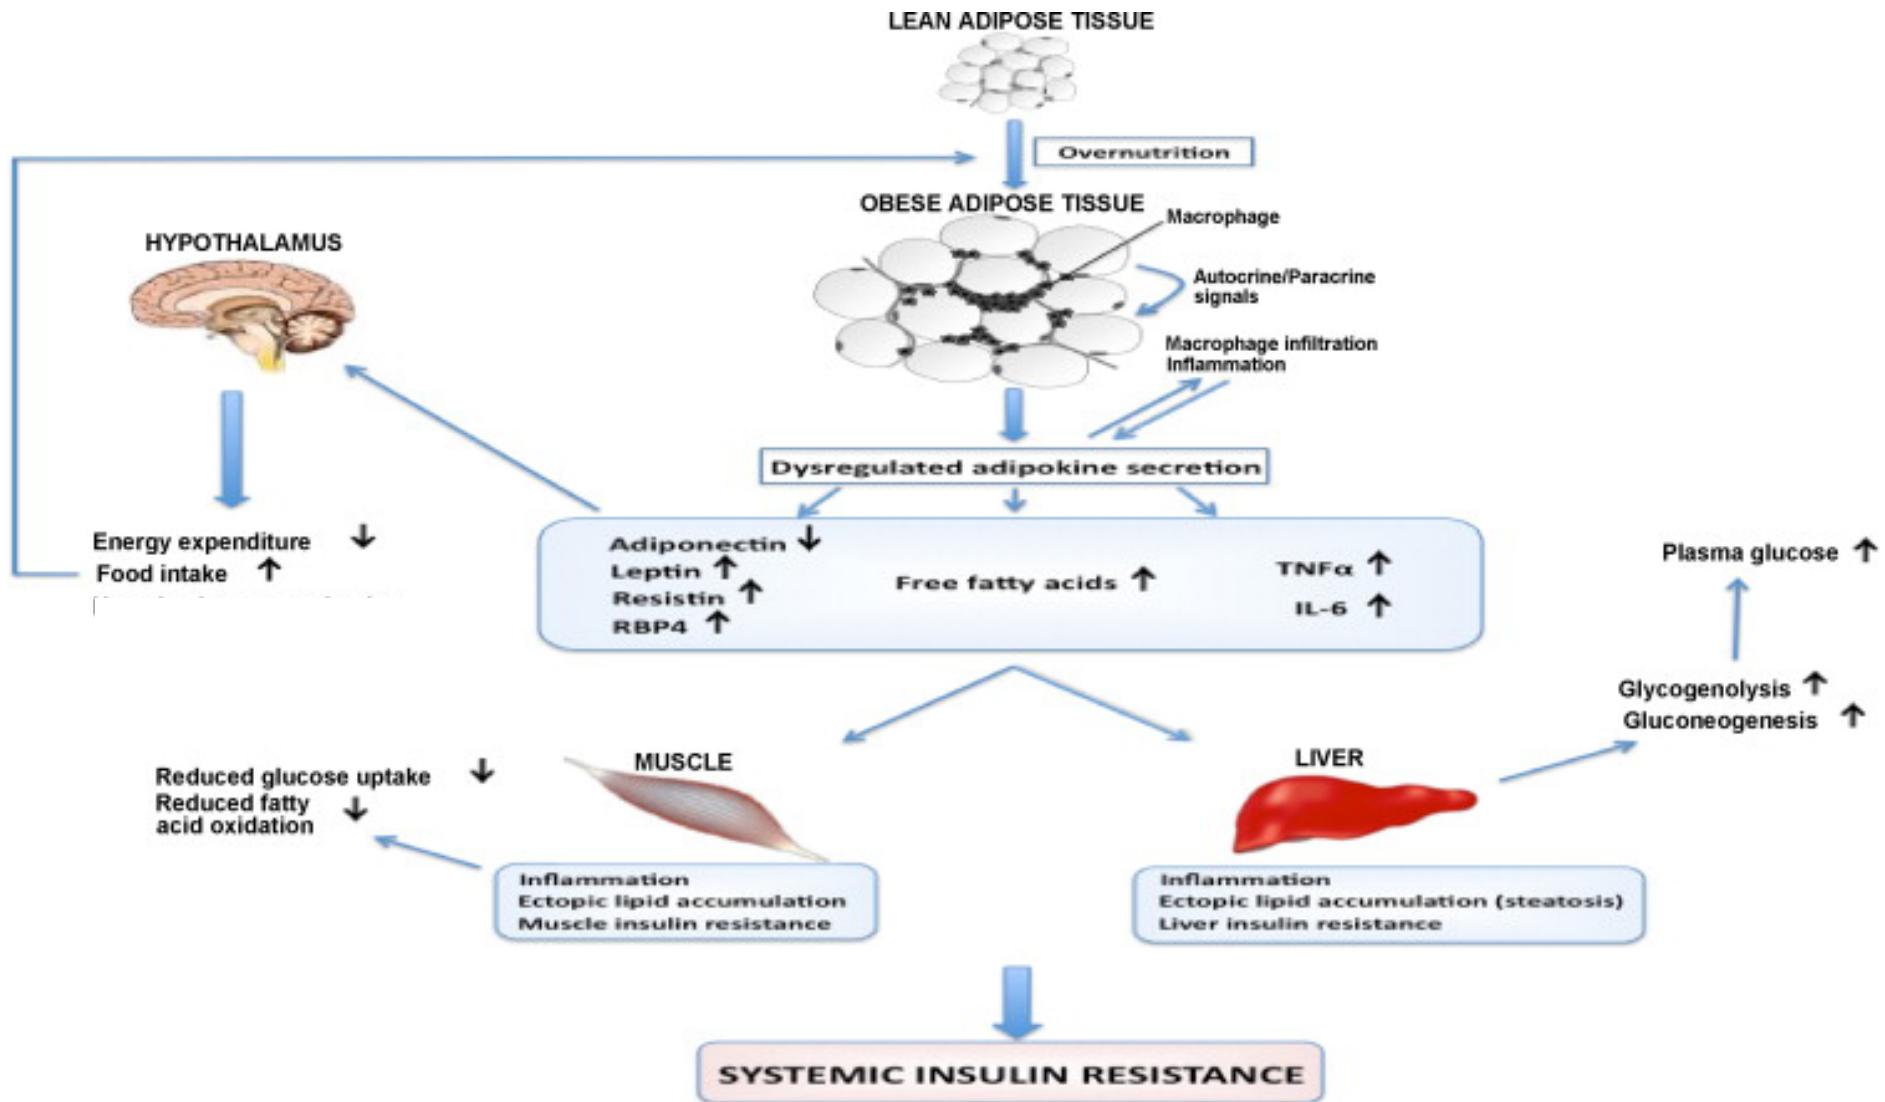 LEAN ADIPOSE TISSUE
Overnutrition
OBESE ADIPOSE TISSUE
Macrophage
Autocrine/Paracrine
signals
Macrophage infiltration
Inflammation
HYPOTHALAMUS
Energy expenditure ↓
Food intake ↑
Dysregulated adipokine secretion
Adiponectin ↓
Leptin ↑
Resistin ↑
RBP4 ↑
Free fatty acids ↑
TNFα ↑
IL-6 ↑
Plasma glucose ↑
Glycogenolysis ↑
Gluconeogenesis ↑
MUSCLE
Reduced glucose uptake ↓
Reduced fatty ↓
acid oxidation
Inflammation
Ectopic lipid accumulation
Muscle insulin resistance
LIVER
Inflammation
Ectopic lipid accumulation (steatosis)
Liver insulin resistance
SYSTEMIC INSULIN RESISTANCE